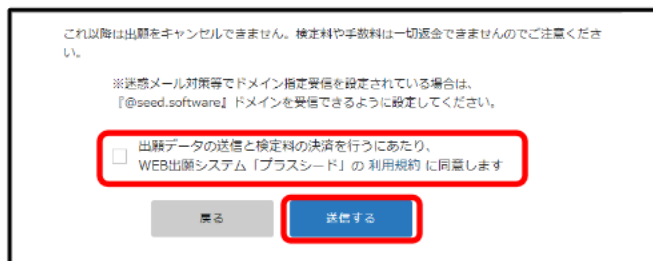 これ以降は出願をキャンセルできません。検定料や手数料は一切返金できませんのでご注意くださ
い。
※迷惑メール対策等でドメイン指定受信を設定されている場合は、
『@seed.software』ドメインを受信できるように設定してください。
出願データの送信と検定料の決済を行うにあたり、
WEB出願システム「プラスシード」の 利用規約 に同意します
戻る
送信する